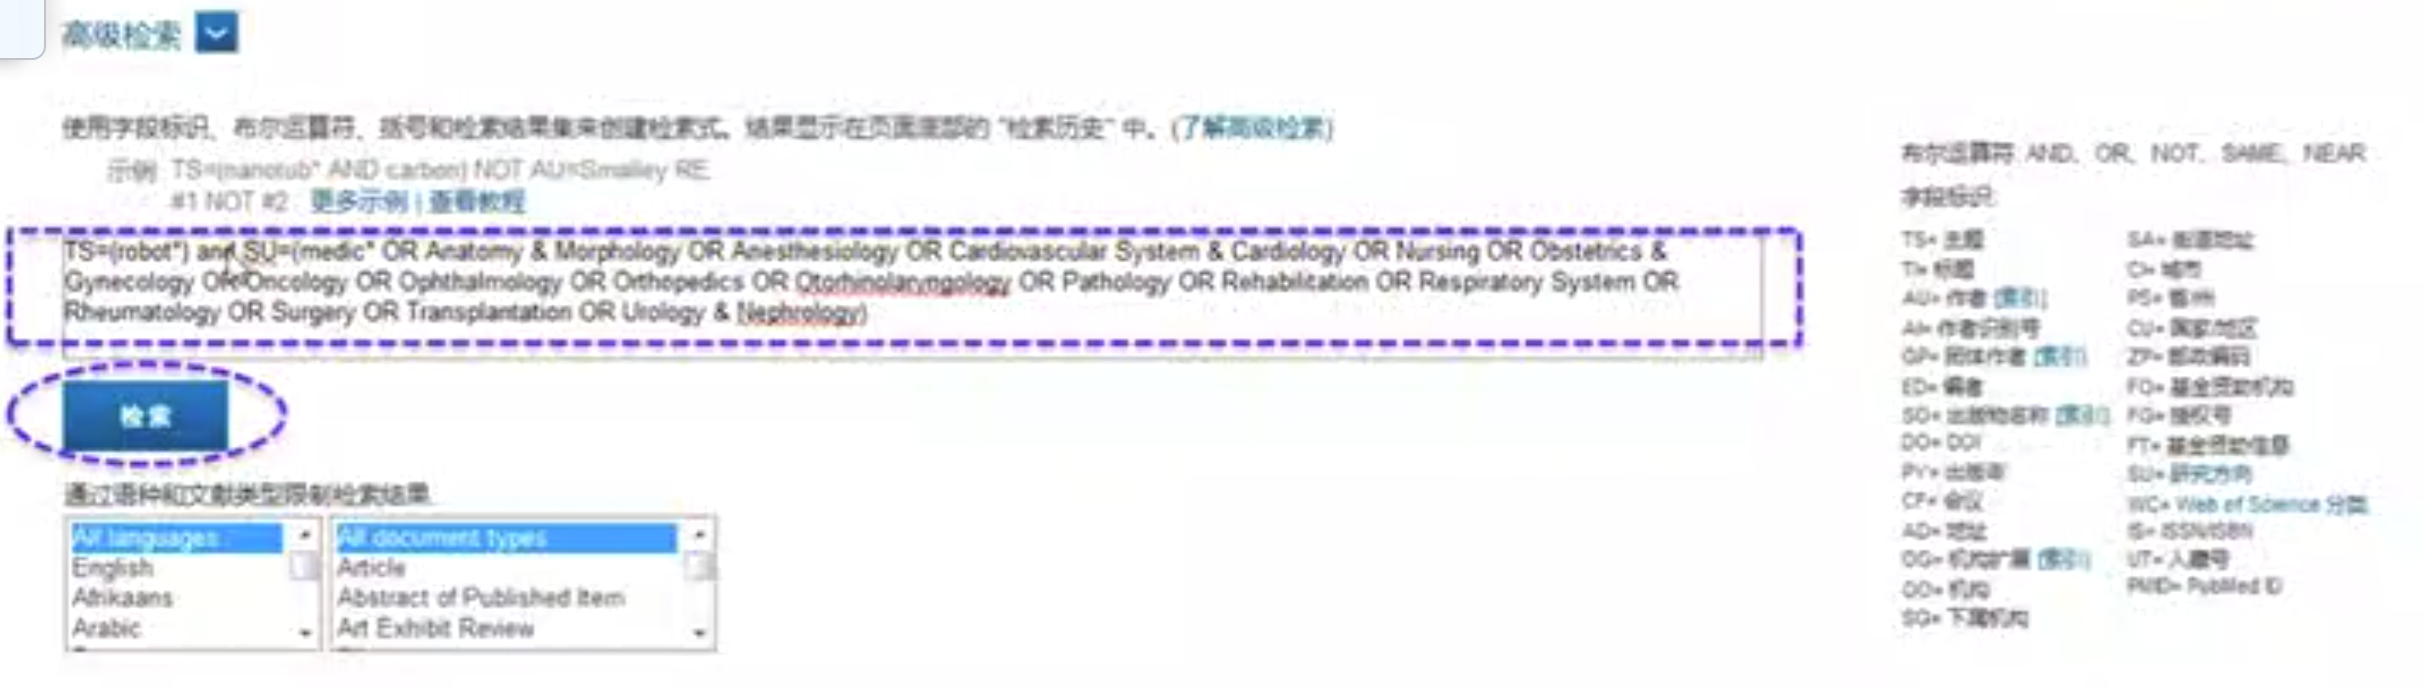 高级检索
使用字段标识、布尔运算符、括号和检索结果集来创建检索式。结果显示在页面底部的 "检索历史" 中。(了解高级检索)
示例: TS=(nanotub* AND carbon) NOT AU=Smalley RE
#1 NOT #2 更多示例 | 查看教程
TS=(robot*) and SU=(medic* OR Anatomy & Morphology OR Anesthesiology OR Cardiovascular System & Cardiology OR Nursing OR Obstetrics &
Gynecology OR Oncology OR Ophthalmology OR Orthopedics OR Otorhinolaryngology OR Pathology OR Rehabilitation OR Respiratory System OR
Rheumatology OR Surgery OR Transplantation OR Urology & Nephrology)
检索
通过语种和文献类型限制检索结果
All languages
English
Afrikaans
Arabic
All document types
Article
Abstract of Published Item
Art Exhibit Review
布尔运算符: AND、OR、NOT、SAME、NEAR
字段标识:
TS= 主题
TI= 标题
AU= 作者 [索引]
AI= 作者识别号
GP= 团体作者 [索引]
ED= 编者
SO= 出版物名称 [索引]
DO= DOI
PY= 出版年
CF= 会议
AD= 地址
OG= 机构扩展 [索引]
OO= 机构
SG= 下属机构
SA= 街道地址
CI= 城市
PS= 省/州
CU= 国家/地区
ZP= 邮政编码
FO= 基金资助机构
FG= 授权号
FT= 基金资助信息
SU= 研究方向
WC= Web of Science 分类
IS= ISSN/ISBN
UT= 入藏号
PMID= PubMed ID